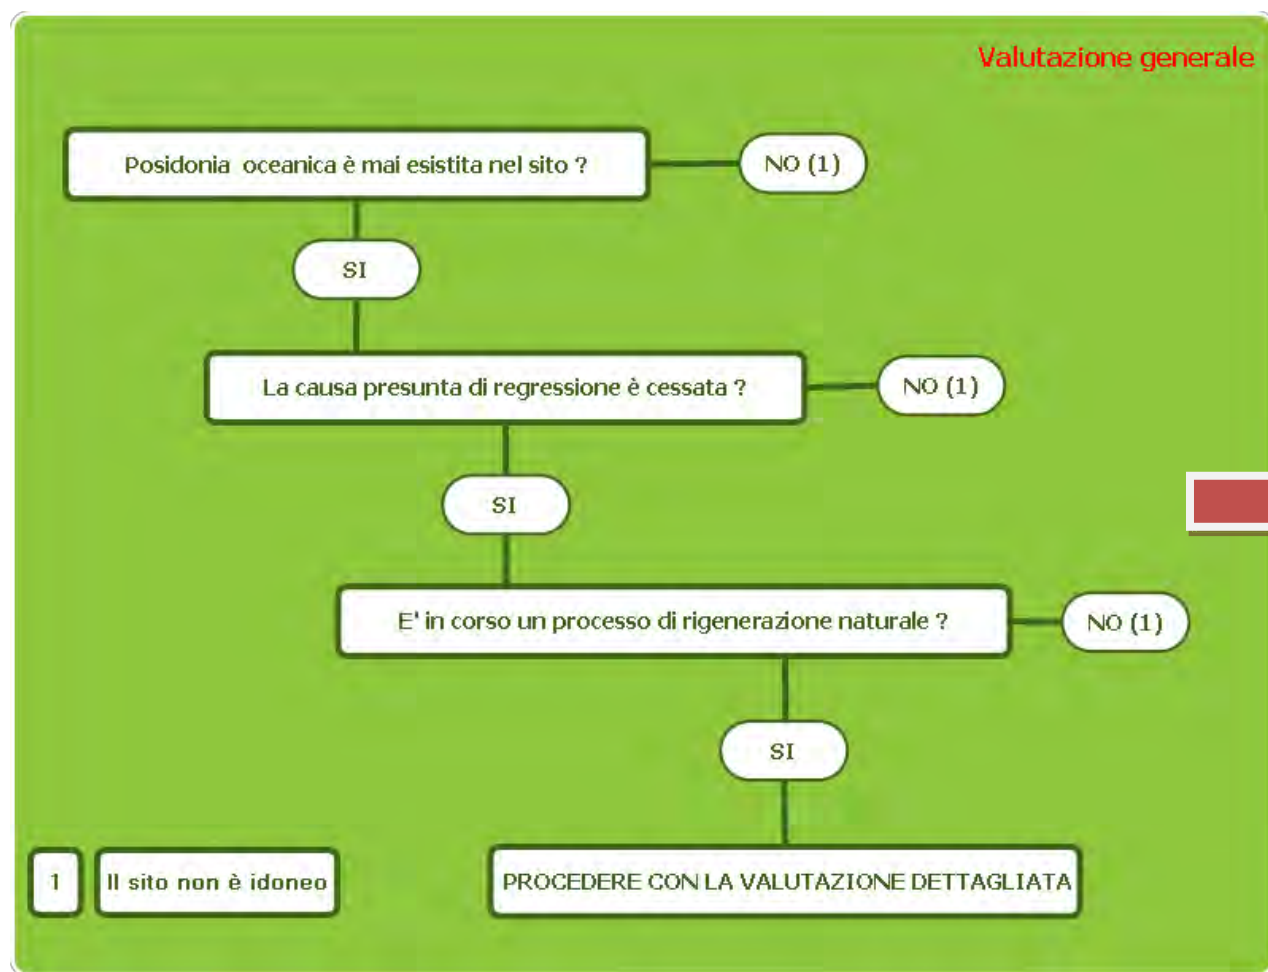 Valutazione generale
Posidonia oceanica è mai esistita nel sito ?
NO (1)
SI
La causa presunta di regressione è cessata ?
NO (1)
SI
E' in corso un processo di rigenerazione naturale ?
NO (1)
SI
1
Il sito non è idoneo
PROCEDERE CON LA VALUTAZIONE DETTAGLIATA